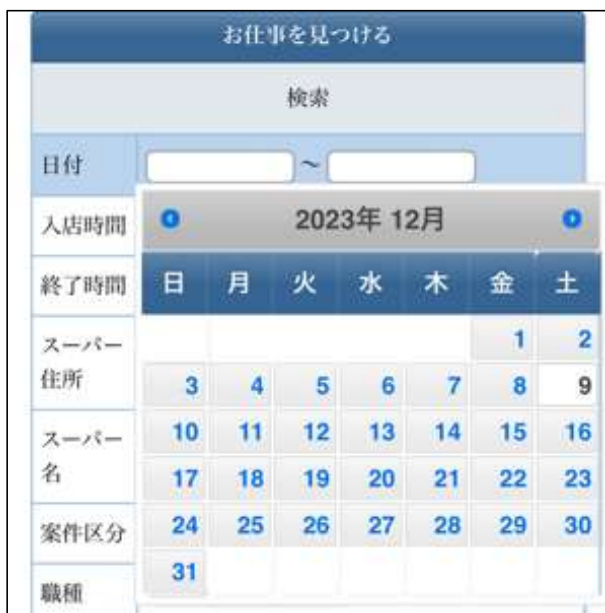 お仕事を見つける
検索
日付 ～
入店時間
終了時間
スーパー
住所
スーパー
名
案件区分
職種
2023年 12月
日 月 火 水 木 金 土
1 2
3 4 5 6 7 8 9
10 11 12 13 14 15 16
17 18 19 20 21 22 23
24 25 26 27 28 29 30
31